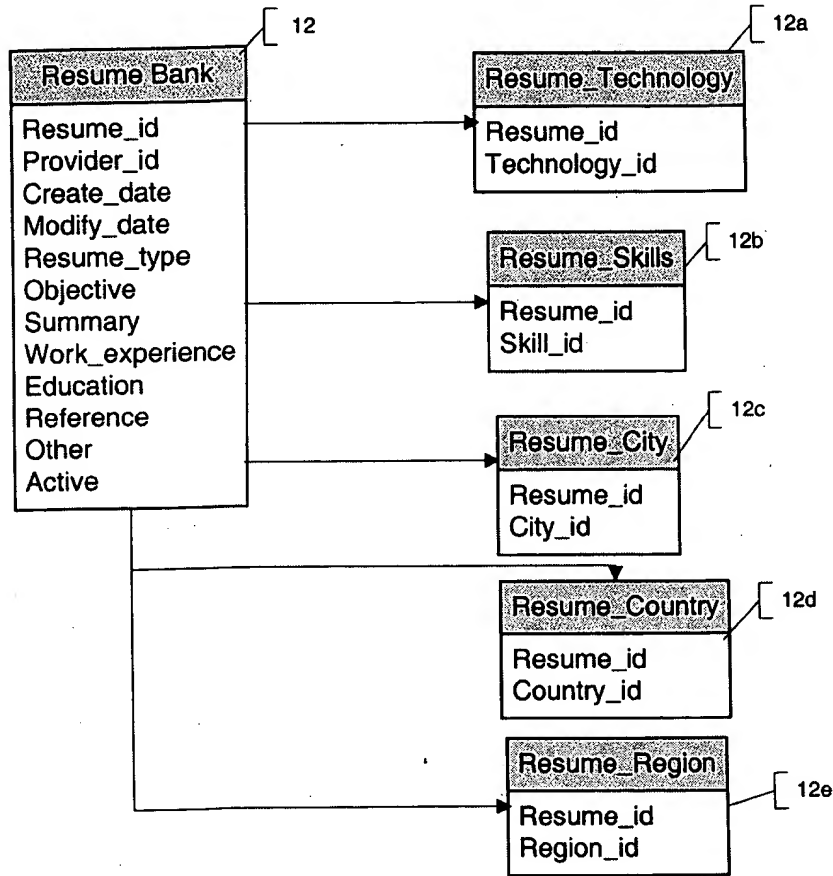 12
Resume Bank
Resume_id
Provider_id
Create_date
Modify_date
Resume_type
Objective
Summary
Work_experience
Education
Reference
Other
Active
12a
Resume_Technology
Resume_id
Technology_id
12b
Resume_Skills
Resume_id
Skill_id
12c
Resume_City
Resume_id
City_id
12d
Resume_Country
Resume_id
Country_id
12e
Resume_Region
Resume_id
Region_id